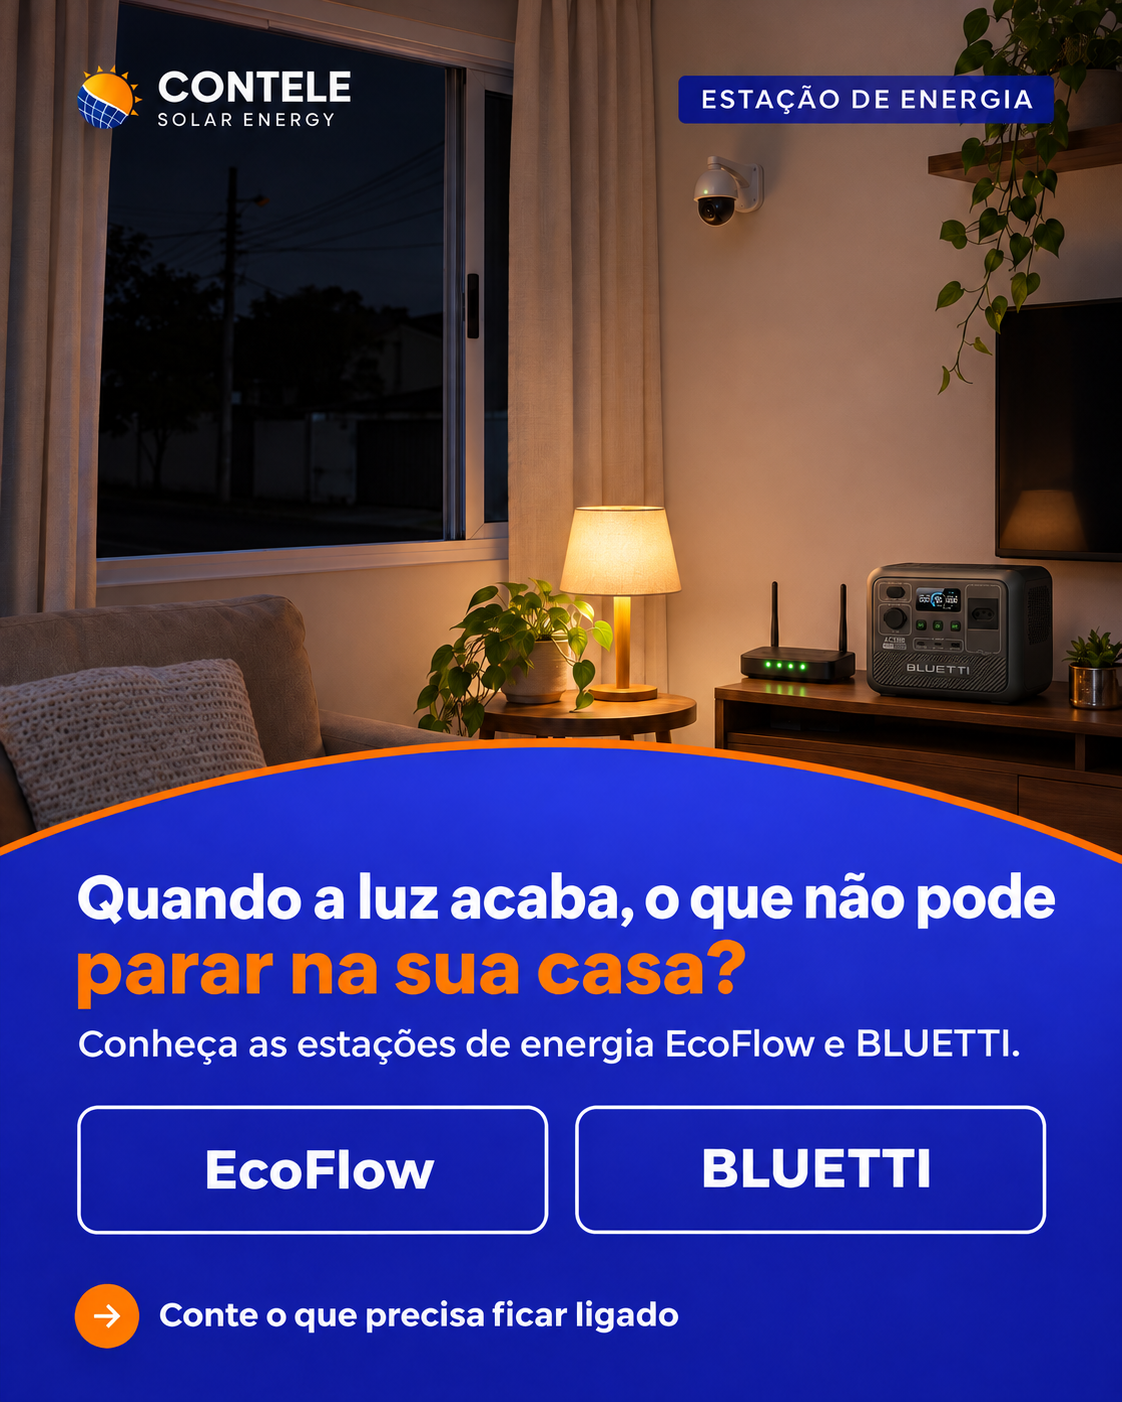 CONTELE
SOLAR ENERGY
ESTAÇÃO DE ENERGIA
BLUETTI
Quando a luz acaba, o que não pode
parar na sua casa?
Conheça as estações de energia EcoFlow e BLUETTI.
EcoFlow
BLUETTI
Conte o que precisa ficar ligado